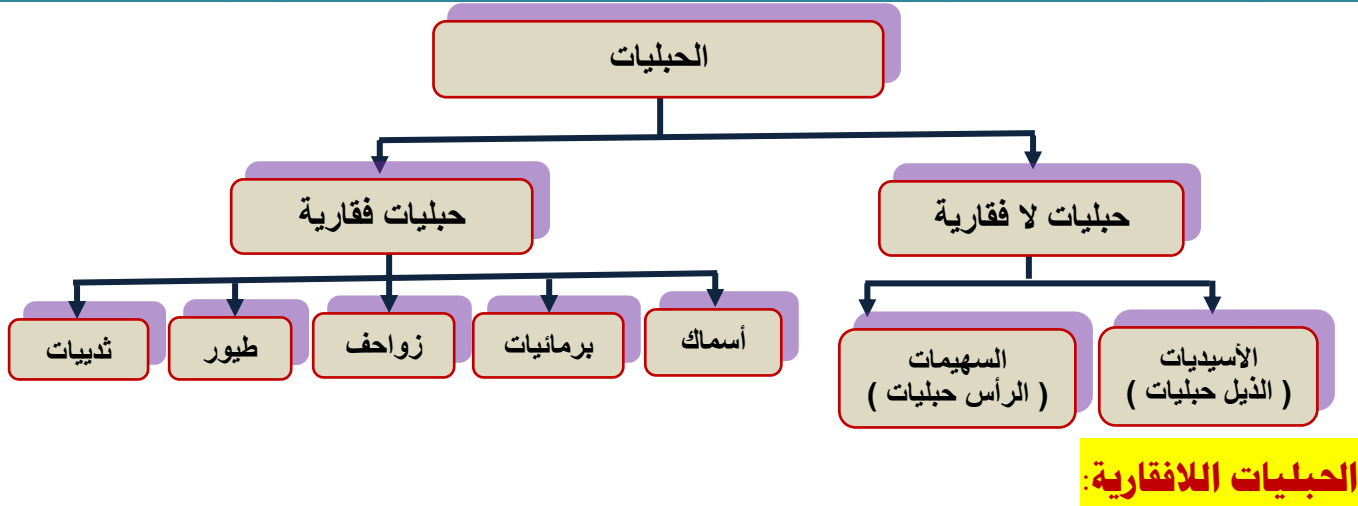 الحبليات
حبليات لا فقارية
حبليات فقارية
الأسيديات
( الذيل حبليات )
السهيمات
( الرأس حبليات )
أسماك
برمائيات
زواحف
طيور
ثدييات
الحبليات اللافقارية: